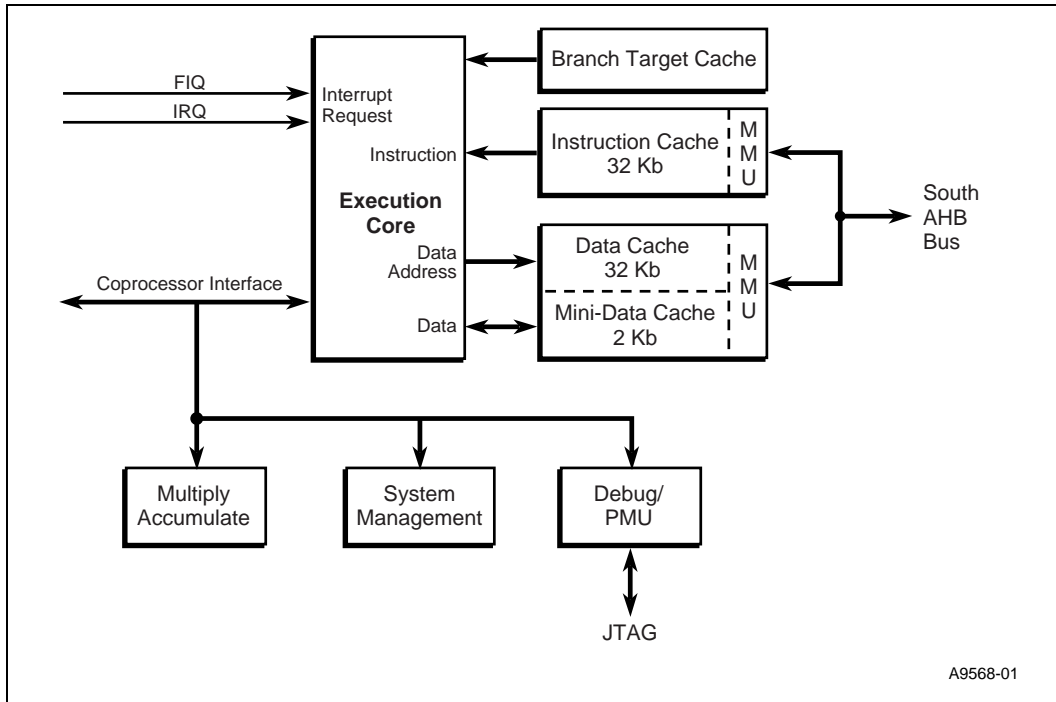 FIQ
IRQ
Interrupt
Request
Instruction
Execution
Core
Data
Address
Data
Coprocessor Interface
Branch Target Cache
Instruction Cache
32 Kb
M
M
U
Data Cache
32 Kb
Mini-Data Cache
2 Kb
M
M
U
South
AHB
Bus
Multiply
Accumulate
System
Management
Debug/
PMU
JTAG
A9568-01